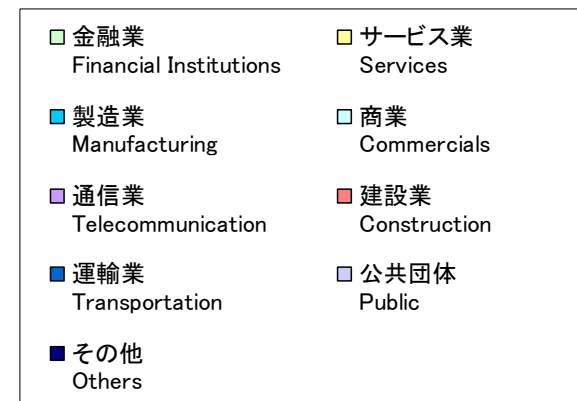 金融業
Financial Institutions
サービス業
Services
製造業
Manufacturing
商業
Commercials
通信業
Telecommunication
建設業
Construction
運輸業
Transportation
公共団体
Public
その他
Others